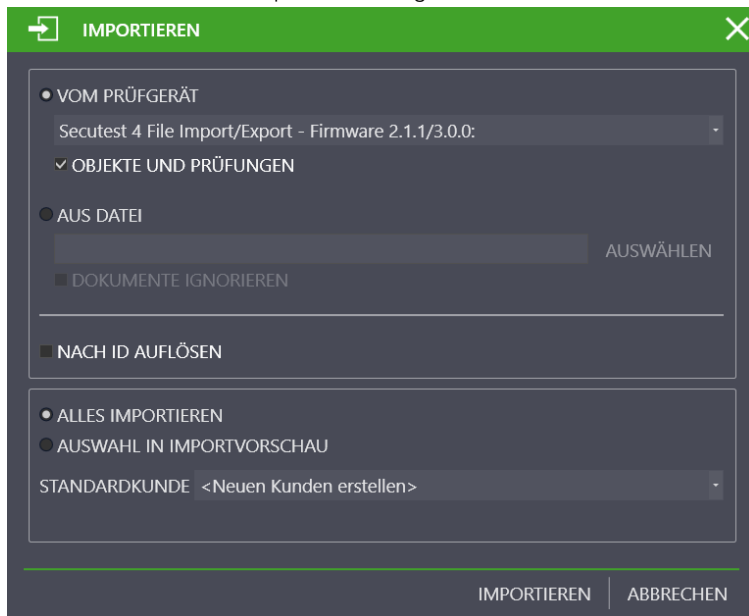 IMPORTIEREN
VOM PRÜFGERÄT
Secutest 4 File Import/Export - Firmware 2.1.1/3.0.0:
OBJEKTE UND PRÜFUNGEN
AUS DATEI
AUSWÄHLEN
DOKUMENTE IGNORIEREN
NACH ID AUFLÖSEN
ALLES IMPORTIEREN
AUSWAHL IN IMPORTVORSCHAU
STANDARDKUNDE <Neuen Kunden erstellen>
IMPORTIEREN ABBRECHEN